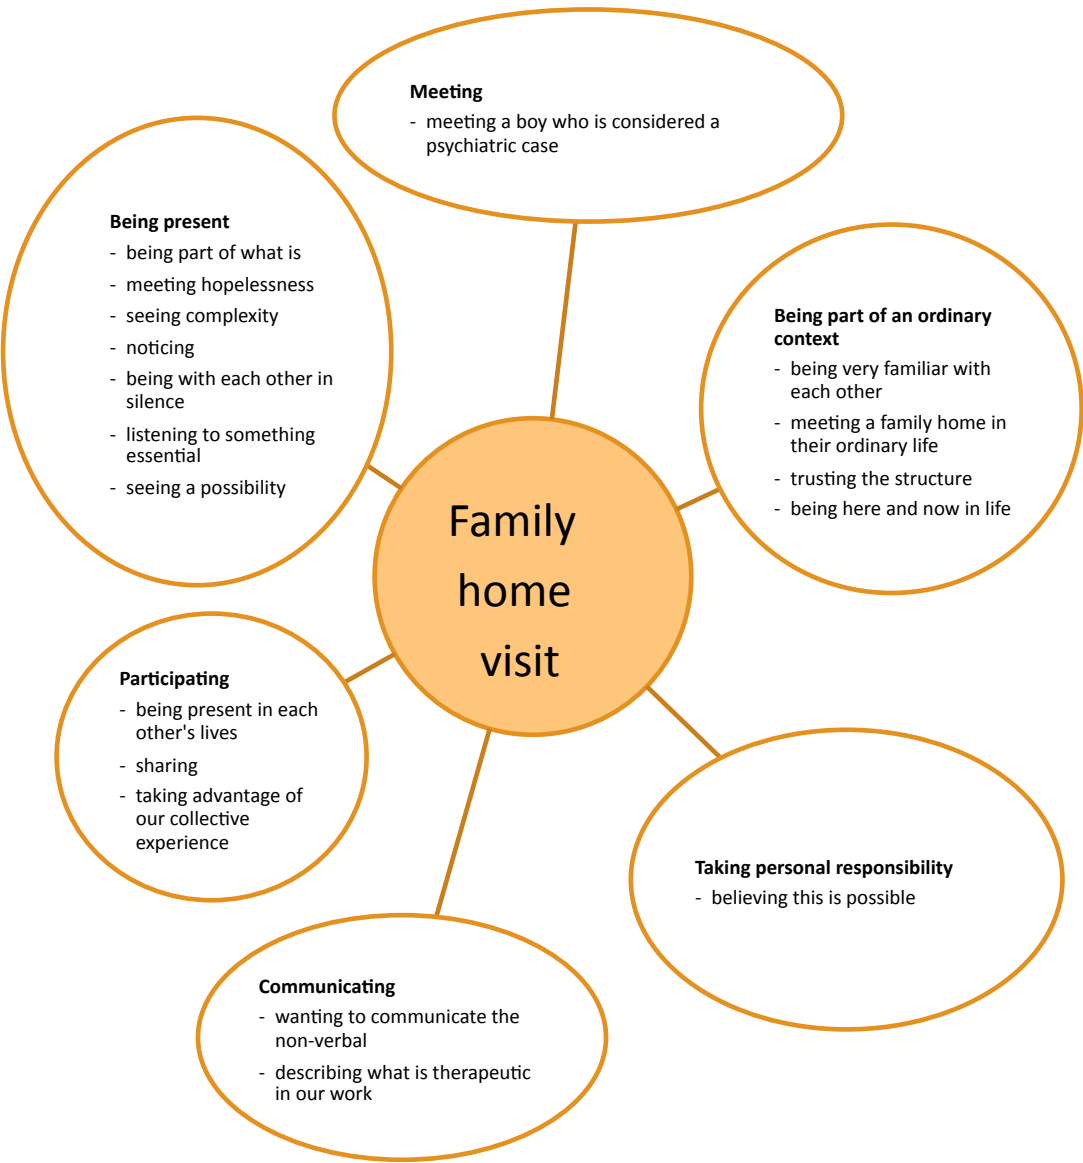 Meeting
- meeting a boy who is considered a
psychiatric case
Being present
- being part of what is
- meeting hopelessness
- seeing complexity
- noticing
- being with each other in
silence
- listening to something
essential
- seeing a possibility
Being part of an ordinary
context
- being very familiar with
each other
- meeting a family home in
their ordinary life
- trusting the structure
- being here and now in life
Family
home
visit
Participating
- being present in each
other's lives
- sharing
- taking advantage of
our collective
experience
Taking personal responsibility
- believing this is possible
Communicating
- wanting to communicate the
non-verbal
- describing what is therapeutic
in our work